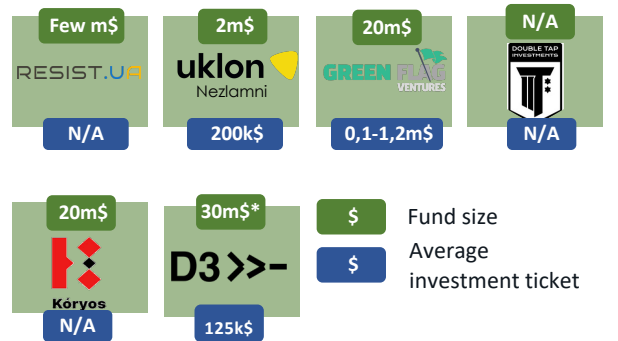 Few m$
RESIST.UA
N/A
2m$
uklon
Nezlamni
200k$
20m$
GREEN FLAG
VENTURES
0,1-1,2m$
N/A
DOUBLE TAP
INVESTMENTS
N/A
20m$
Kóryos
N/A
30m$*
D3
125k$
$ Fund size
$ Average
investment ticket